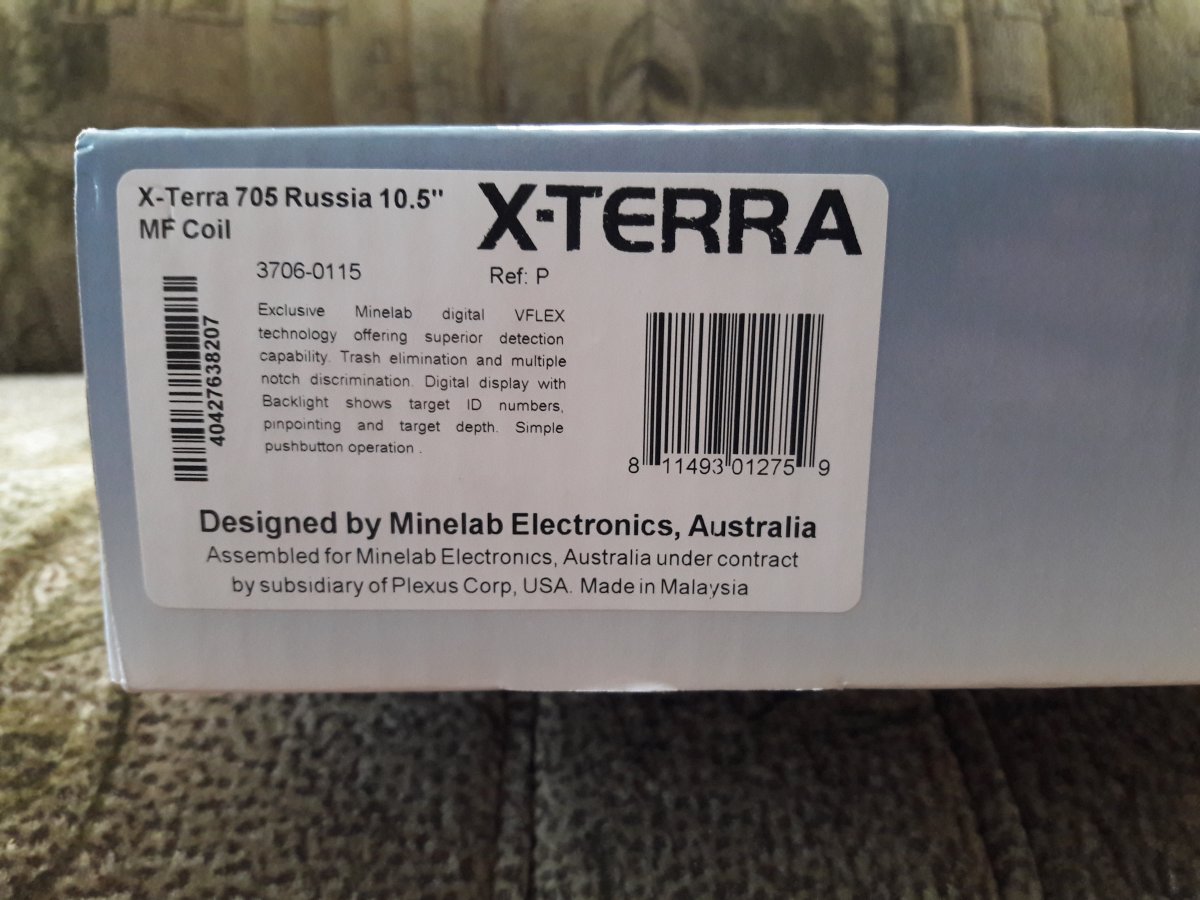 X-Terra 705 Russia 10.5"
MF Coil
X-TERRA
3706-0115
Ref: P
40427638207
Exclusive Minelab digital VFLEX
technology offering superior detection
capability. Trash elimination and multiple
notch discrimination. Digital display with
Backlight shows target ID numbers,
pinpointing and target depth. Simple
pushbutton operation .
8 11493 01275 9
Designed by Minelab Electronics, Australia
Assembled for Minelab Electronics, Australia under contract
by subsidiary of Plexus Corp, USA. Made in Malaysia